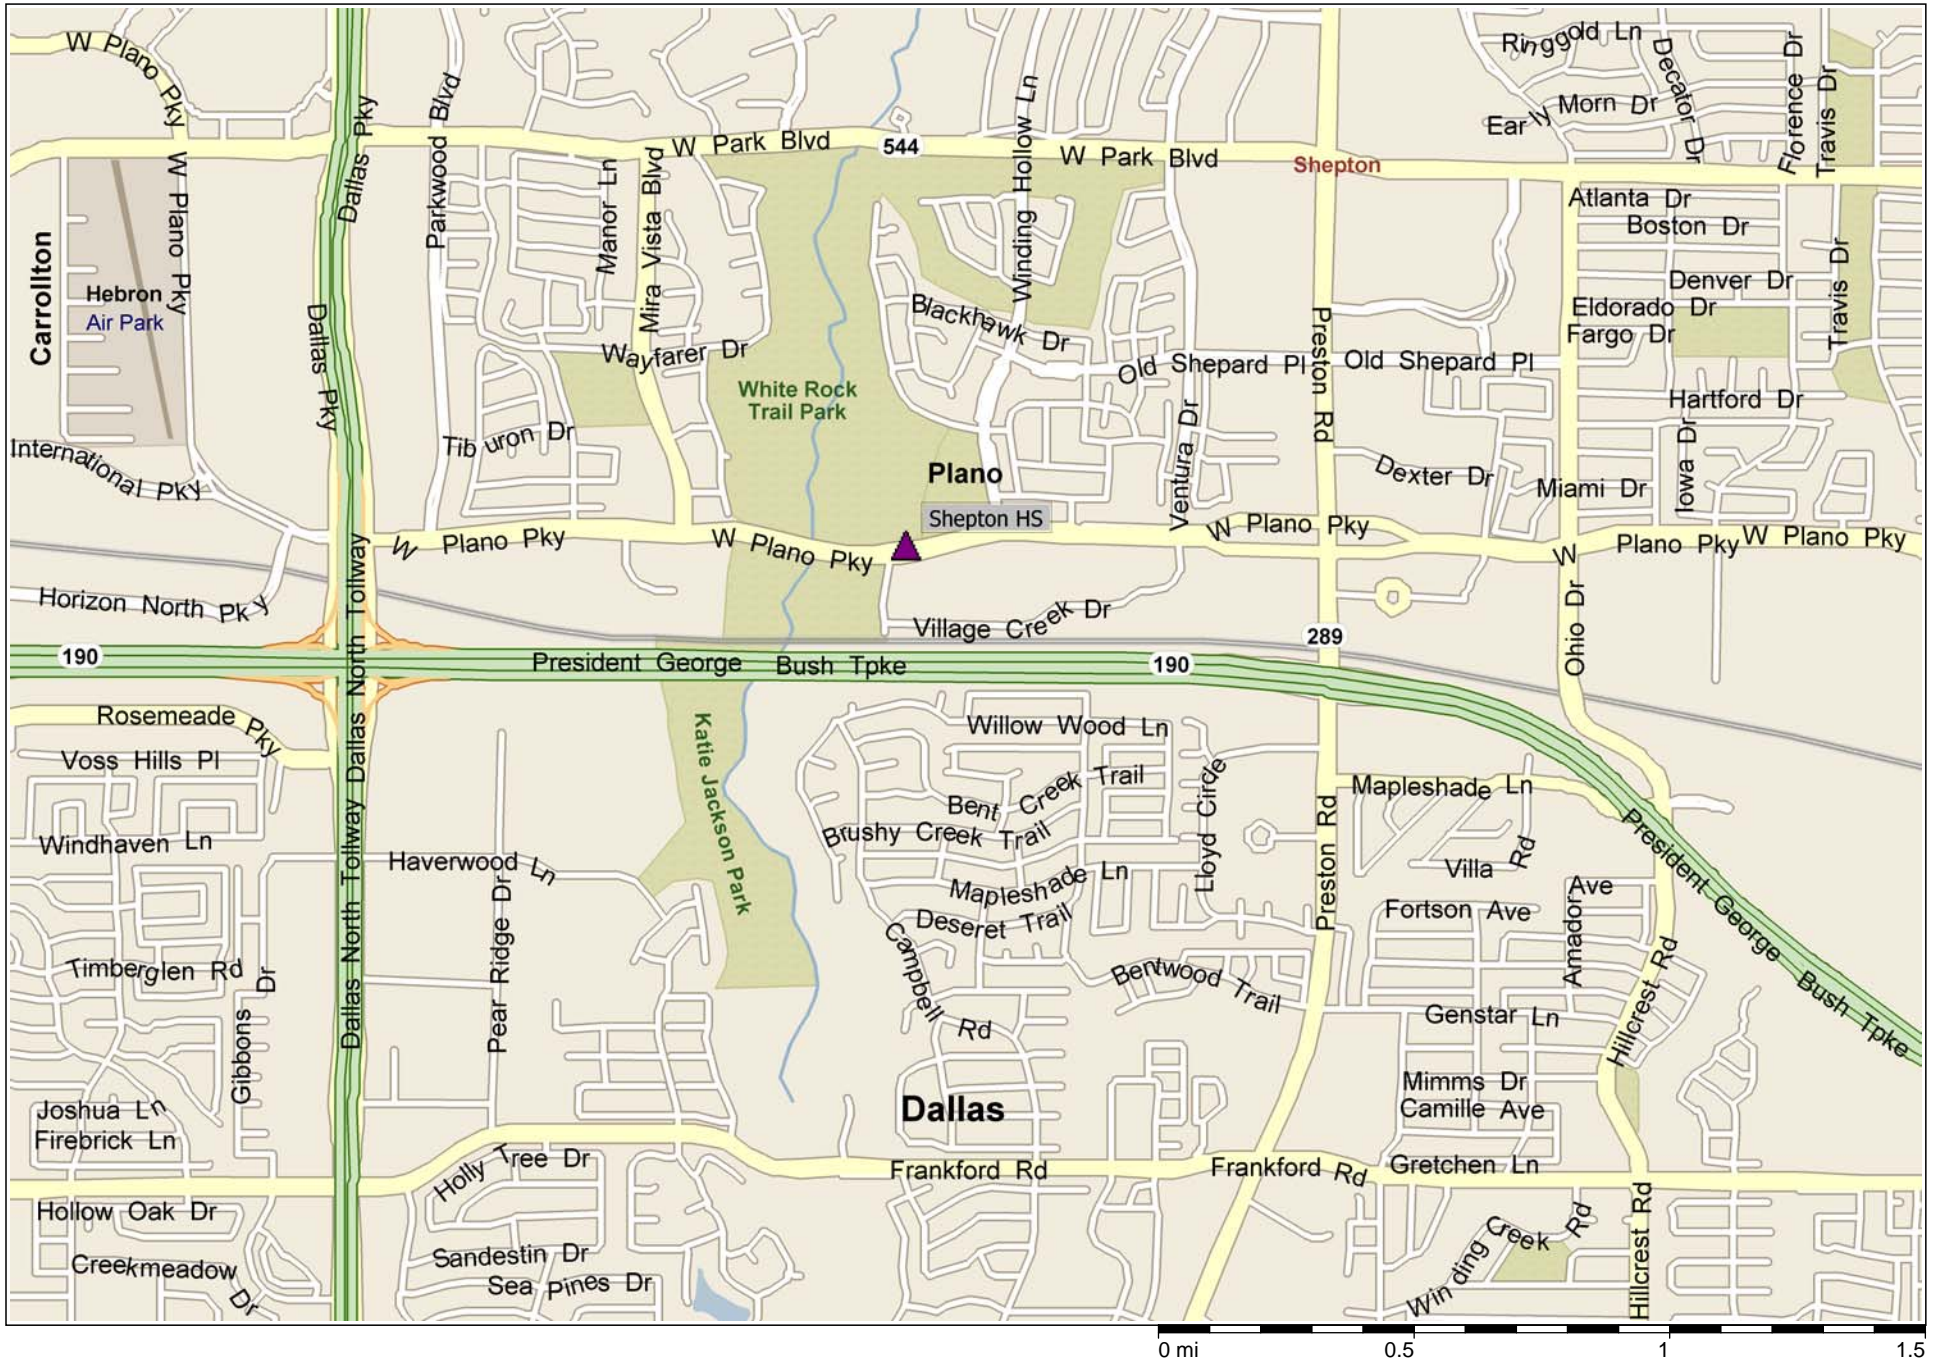 W Plano Pky
Dallas Pky
Parkwood Blvd
W Park Blvd
544
Winding Hollow Ln
W Park Blvd
Shepton
Ringgold Ln
Decator Dr
Early Morn Dr
Florence Dr
Travis Dr
Carrollton
Hebron
Air Park
W Plano Pky
Dallas Pky
Manor Ln
Mira Vista Blvd
Wayfarer Dr
Tiburon Dr
White Rock
Trail Park
Blackhawk Dr
Old Shepard Pl
Old Shepard Pl
Preston Rd
Ventura Dr
Atlanta Dr
Boston Dr
Denver Dr
Eldorado Dr
Fargo Dr
Travis Dr
Hartford Dr
Iowa Dr
Dexter Dr
Miami Dr
International Pky
Plano
Shepton HS
W Plano Pky
W Plano Pky
W Plano Pky
W Plano Pky
W Plano Pky
Horizon North Pky
Dallas North Tollway
Village Creek Dr
289
Ohio Dr
190
President George Bush Tpke
190
Rosemeade Pky
Voss Hills Pl
Windhaven Ln
Dallas North Tollway
Haverwood Ln
Pear Ridge Dr
Katie Jackson Park
Willow Wood Ln
Bent Creek Trail
Brushy Creek Trail
Mapleshade Ln
Deseret Trail
Lloyd Circle
Campbell Rd
Bentwood Trail
Preston Rd
Mapleshade Ln
Villa Rd
Fortson Ave
Amador Ave
President George Bush Tpke
Hillcrest Rd
Genstar Ln
Mimms Dr
Camille Ave
Timberglen Rd
Gibbons Dr
Joshua Ln
Firebrick Ln
Dallas
Holly Tree Dr
Frankford Rd
Frankford Rd
Gretchen Ln
Hollow Oak Dr
Creekmeadow Dr
Sandestin Dr
Sea Pines Dr
Winding Creek Rd
Hillcrest Rd
0 mi 0.5 1 1.5